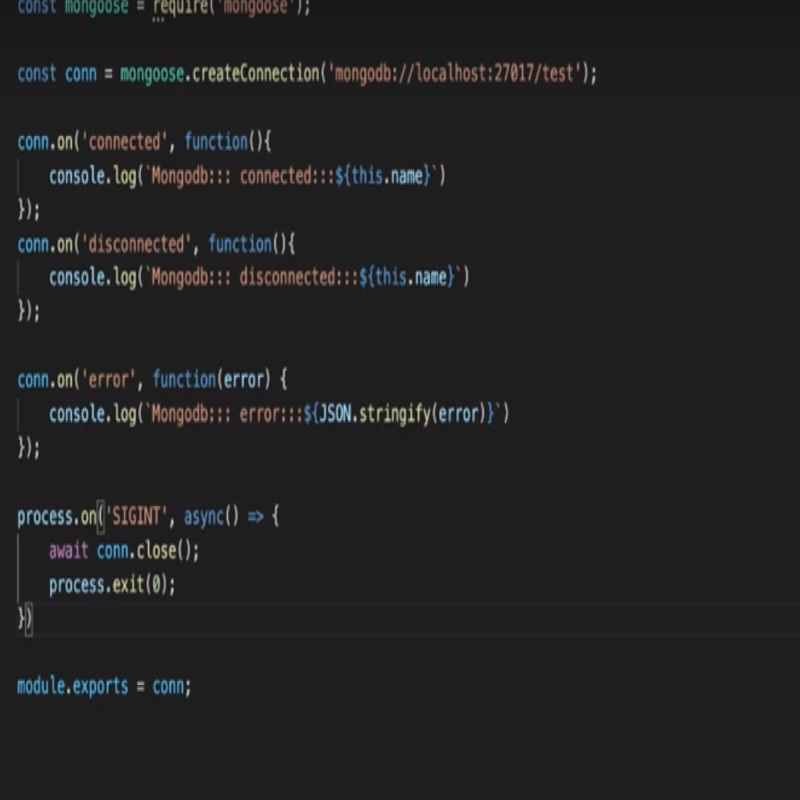 const mongoose = require('mongoose');
const conn = mongoose.createConnection('mongodb://localhost:27017/test');
conn.on('connected', function(){
console.log(`Mongodb::: connected:::${this.name}`)
});
conn.on('disconnected', function(){
console.log(`Mongodb::: disconnected:::${this.name}`)
});
conn.on('error', function(error) {
console.log(`Mongodb::: error:::${JSON.stringify(error)}`)
});
process.on('SIGINT', async() => {
await conn.close();
process.exit(0);
})
module.exports = conn;